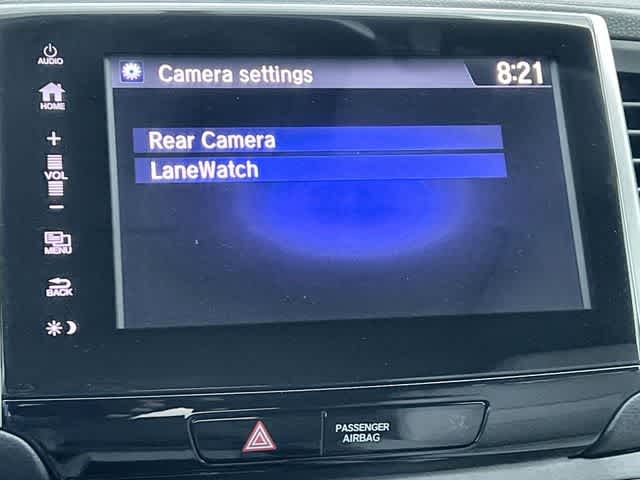 AUDIO
HOME
+
VOL
−
MENU
BACK
Camera settings
8:21
Rear Camera
LaneWatch
PASSENGER
AIRBAG